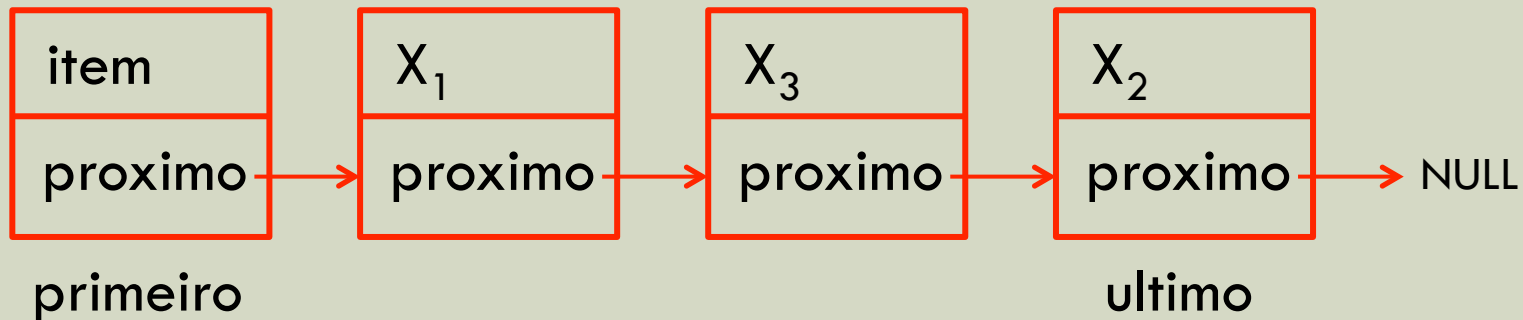 item X₁ X₃ X₂
proximo proximo proximo proximo NULL
primeiro ultimo